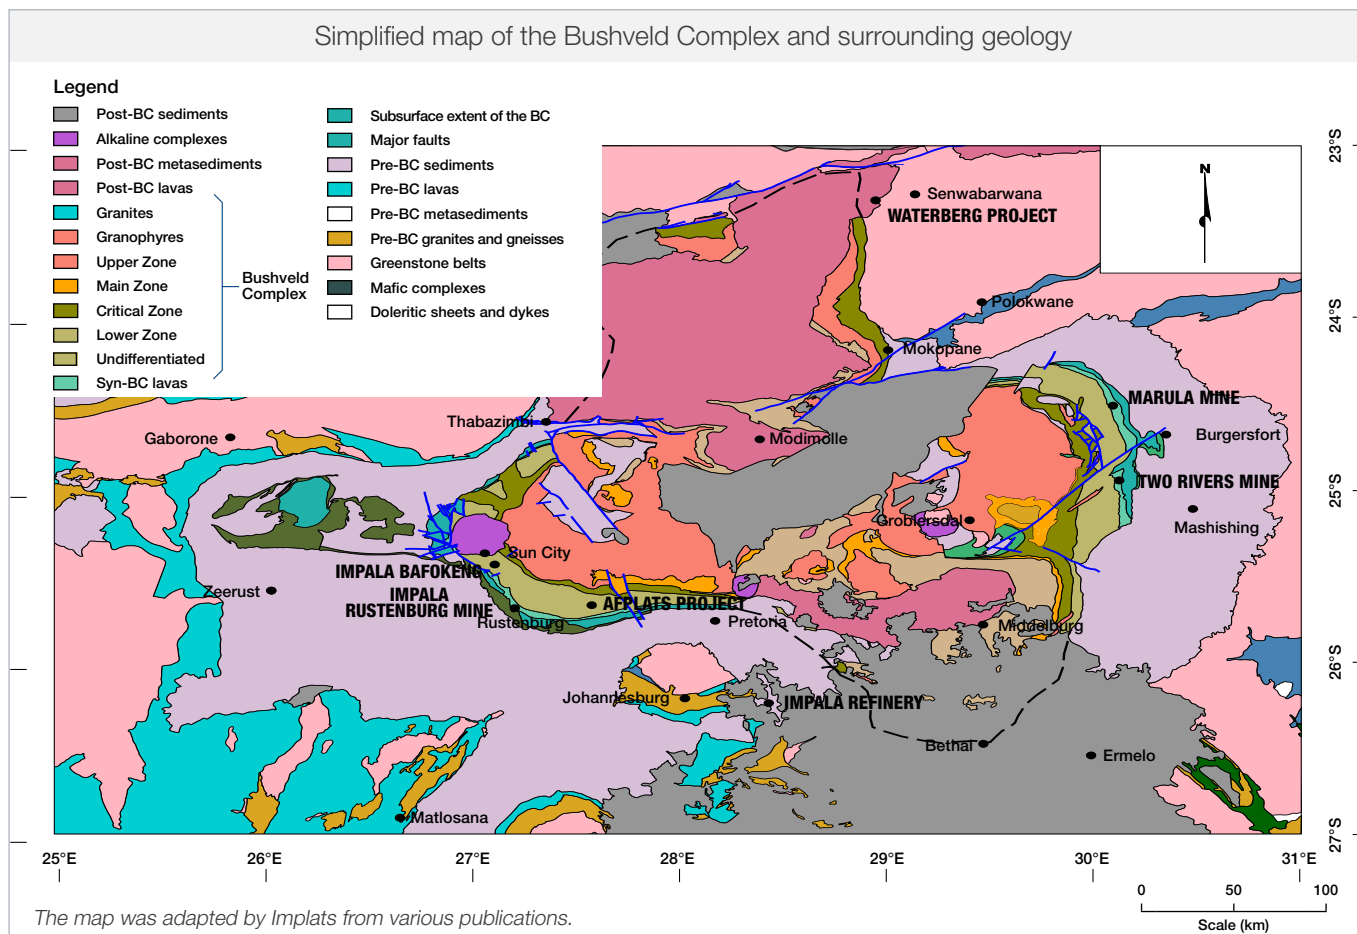 Simplified map of the Bushveld Complex and surrounding geology
Legend
Post-BC sediments
Alkaline complexes
Post-BC metasediments
Post-BC lavas
Granites
Granophyres
Upper Zone
Main Zone
Critical Zone
Lower Zone
Undifferentiated
Syn-BC lavas
Bushveld
Complex
Subsurface extent of the BC
Major faults
Pre-BC sediments
Pre-BC lavas
Pre-BC metasediments
Pre-BC granites and gneisses
Greenstone belts
Mafic complexes
Doleritic sheets and dykes
N
23°S
24°S
25°S
26°S
27°S
Senwabarwana
WATERBERG PROJECT
Polokwane
Mokopane
MARULA MINE
Thabazimbi
Gaborone
Modimolle
Burgersfort
TWO RIVERS MINE
Groblersdal
Mashishing
Sun City
IMPALA BAFOKENG
Zeerust
IMPALA
RUSTENBURG MINE
AFPLATS PROJECT
Rustenburg
Pretoria
Middelburg
Johannesburg
IMPALA REFINERY
Bethal
Ermelo
Matlosana
25°E
26°E
27°E
28°E
29°E
30°E
31°E
0
50
100
Scale (km)
The map was adapted by Implats from various publications.